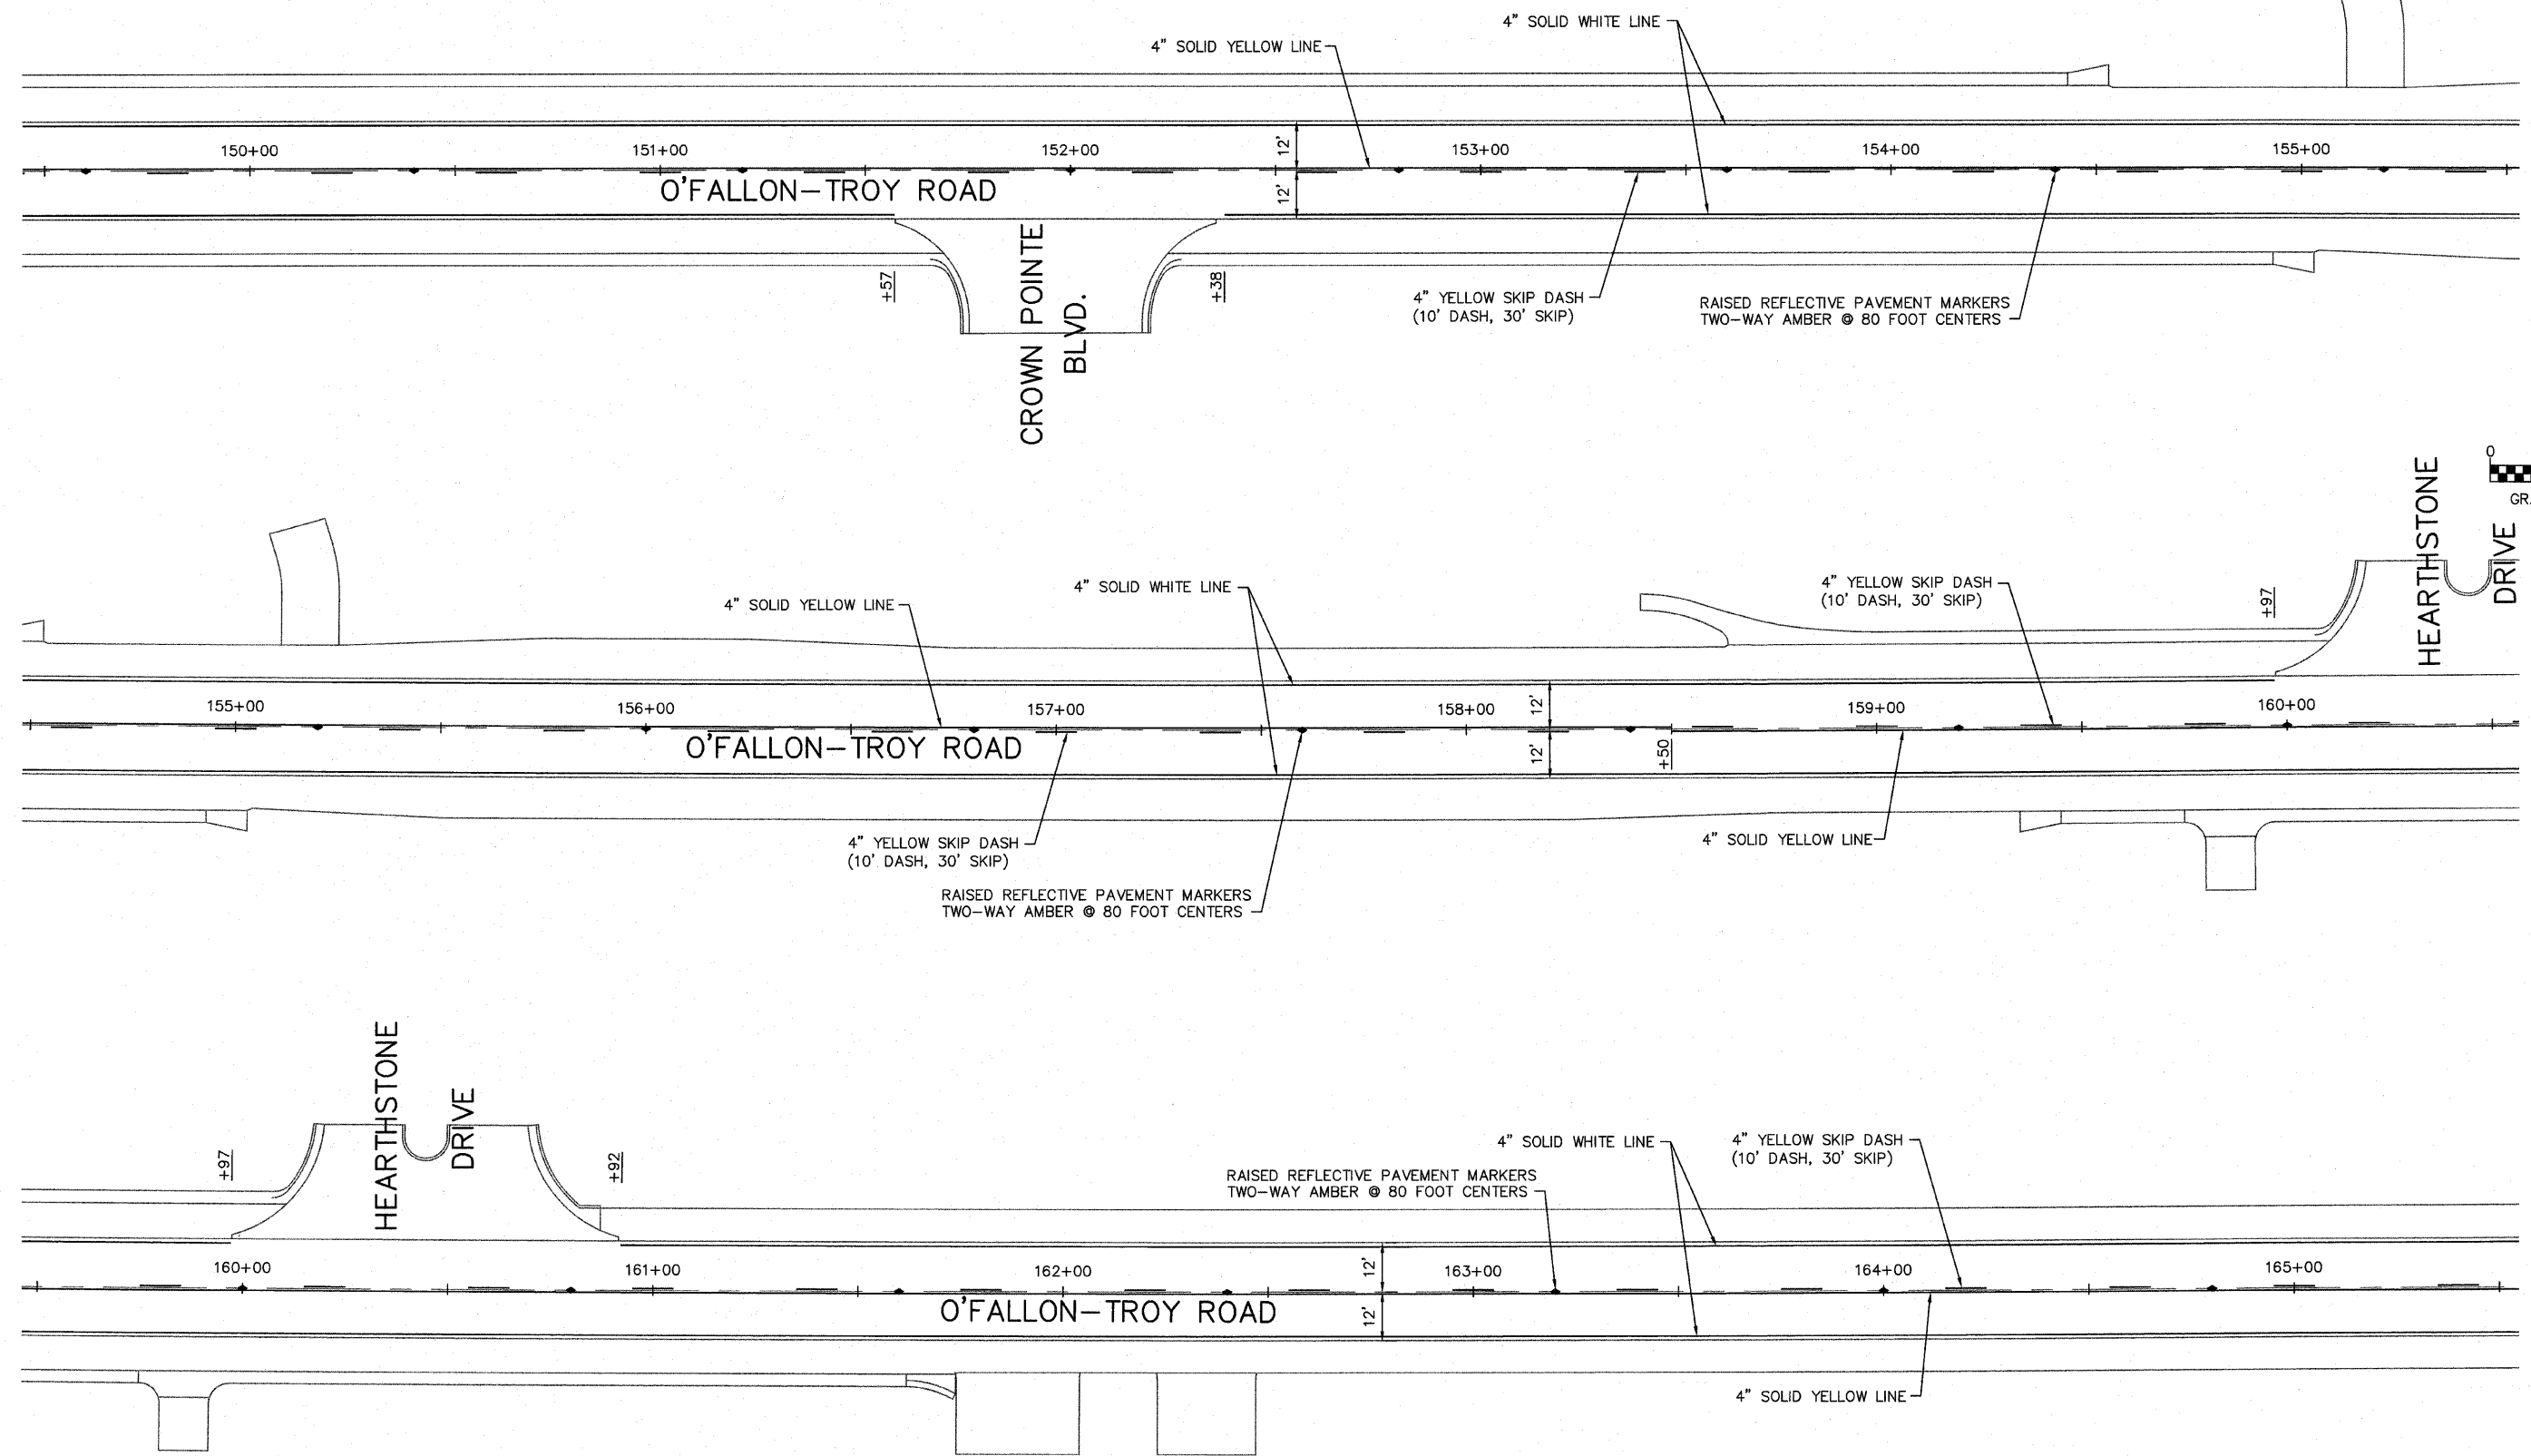 4" SOLID WHITE LINE
4" SOLID YELLOW LINE
150+00
151+00
152+00
153+00
154+00
155+00
12'
12'
O'FALLON-TROY ROAD
CROWN POINTE
BLVD.
+57
+38
4" YELLOW SKIP DASH
(10' DASH, 30' SKIP)
RAISED REFLECTIVE PAVEMENT MARKERS
TWO-WAY AMBER @ 80 FOOT CENTERS
0
GR.
HEARTHSTONE
DRIVE
4" SOLID YELLOW LINE
4" SOLID WHITE LINE
4" YELLOW SKIP DASH
(10' DASH, 30' SKIP)
+97
155+00
156+00
157+00
158+00
159+00
160+00
12'
12'
O'FALLON-TROY ROAD
+50
4" YELLOW SKIP DASH
(10' DASH, 30' SKIP)
4" SOLID YELLOW LINE
RAISED REFLECTIVE PAVEMENT MARKERS
TWO-WAY AMBER @ 80 FOOT CENTERS
HEARTHSTONE
DRIVE
+97
+92
4" SOLID WHITE LINE
4" YELLOW SKIP DASH
(10' DASH, 30' SKIP)
RAISED REFLECTIVE PAVEMENT MARKERS
TWO-WAY AMBER @ 80 FOOT CENTERS
160+00
161+00
162+00
163+00
164+00
165+00
12'
12'
O'FALLON-TROY ROAD
4" SOLID YELLOW LINE